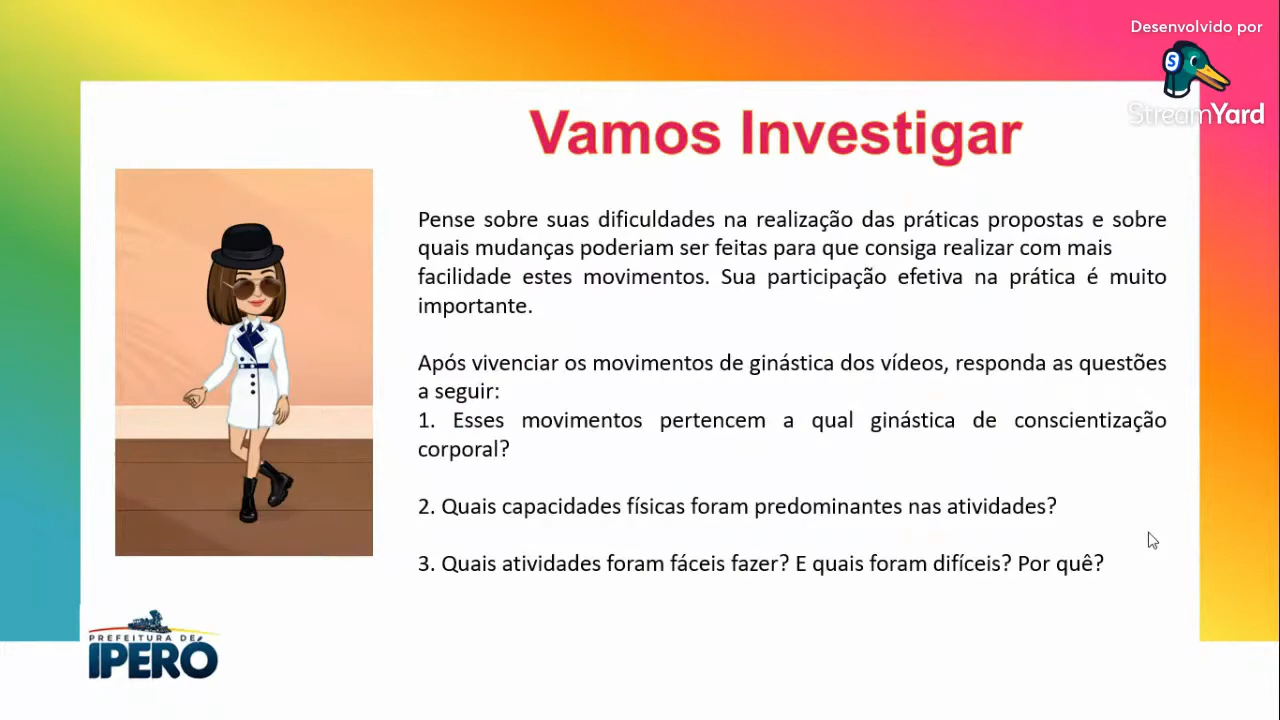 Desenvolvido por
StreamYard
Vamos Investigar
Pense sobre suas dificuldades na realização das práticas propostas e sobre
quais mudanças poderiam ser feitas para que consiga realizar com mais
facilidade estes movimentos. Sua participação efetiva na prática é muito
importante.
Após vivenciar os movimentos de ginástica dos vídeos, responda as questões
a seguir:
1. Esses movimentos pertencem a qual ginástica de conscientização
corporal?
2. Quais capacidades físicas foram predominantes nas atividades?
3. Quais atividades foram fáceis fazer? E quais foram difíceis? Por quê?
PREFEITURA DE
IPERÓ